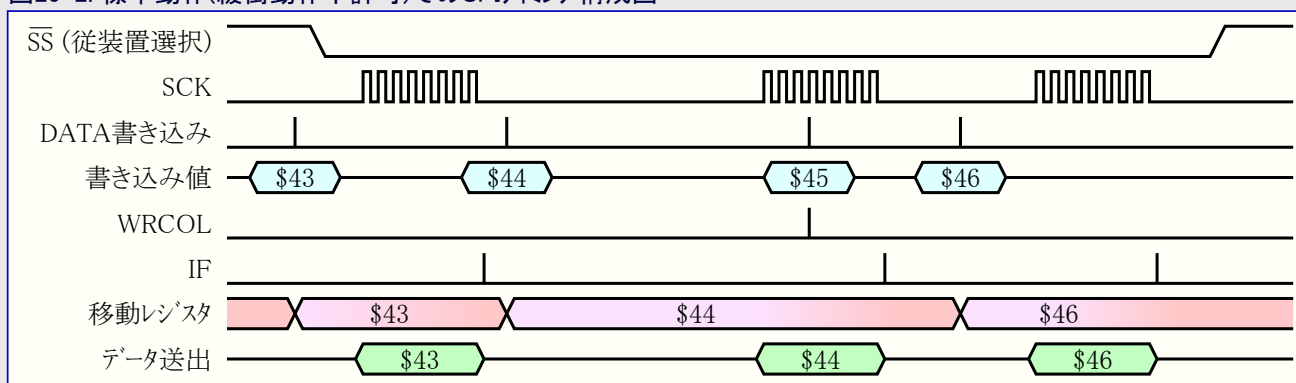 SS (従装置選択)
SCK
DATA書き込み
書き込み値 $43 $44 $45 $46
WRCOL
IF
移動レジスタ $43 $44 $46
データ送出 $43 $44 $46